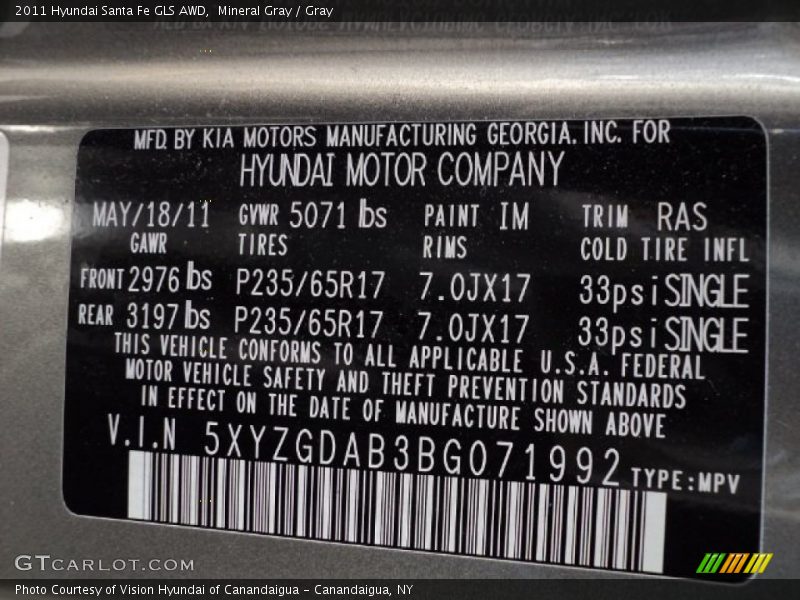 2011 Hyundai Santa Fe GLS AWD, Mineral Gray / Gray
MFD. BY KIA MOTORS MANUFACTURING GEORGIA. INC. FOR
HYUNDAI MOTOR COMPANY
MAY/18/11 GVWR 5071 lbs PAINT IM TRIM RAS
GAWR TIRES RIMS COLD TIRE INFL
FRONT 2976 lbs P235/65R17 7.0JX17 33psi SINGLE
REAR 3197 lbs P235/65R17 7.0JX17 33psi SINGLE
THIS VEHICLE CONFORMS TO ALL APPLICABLE U.S.A. FEDERAL
MOTOR VEHICLE SAFETY AND THEFT PREVENTION STANDARDS
IN EFFECT ON THE DATE OF MANUFACTURE SHOWN ABOVE
V.I.N 5XYZGDAB3BG071992 TYPE:MPV
GTCARLOT.COM
Photo Courtesy of Vision Hyundai of Canandaigua - Canandaigua, NY